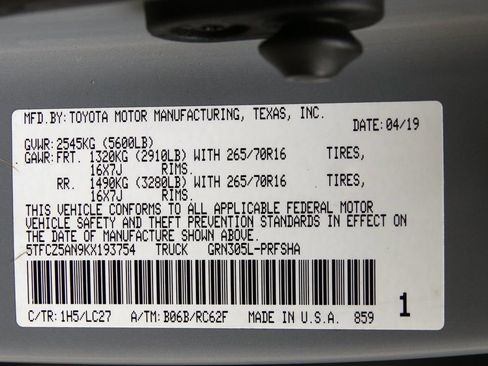 MFD.BY:TOYOTA MOTOR MANUFACTURING, TEXAS, INC.
DATE:04/19
GVWR:2545KG (5600LB)
GAWR:FRT. 1320KG (2910LB) WITH 265/70R16 TIRES,
16X7J RIMS.
RR. 1490KG (3280LB) WITH 265/70R16 TIRES,
16X7J RIMS.
THIS VEHICLE CONFORMS TO ALL APPLICABLE FEDERAL MOTOR
VEHICLE SAFETY AND THEFT PREVENTION STANDARDS IN EFFECT ON
THE DATE OF MANUFACTURE SHOWN ABOVE.
5TFCZ5AN9KX193754 TRUCK GRN305L-PRFSHA
C/TR:1H5/LC27 A/TM:B06B/RC62F MADE IN U.S.A. 859 1